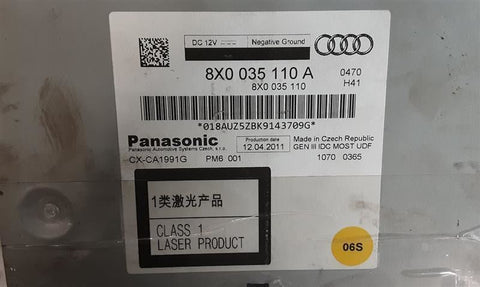 DC 12V Negative Ground
8X0 035 110 A 0470
8X0 035 110 H41
*018AUZ5ZBK9143709G*
Panasonic
Panasonic Automotive Systems Czech, s.r.o.
Production date
12.04.2011
Made in Czech Republic
GEN III IDC MOST UDF
CX-CA1991G PM6 001 1070 0365
1类激光产品
CLASS 1
LASER PRODUCT
06S